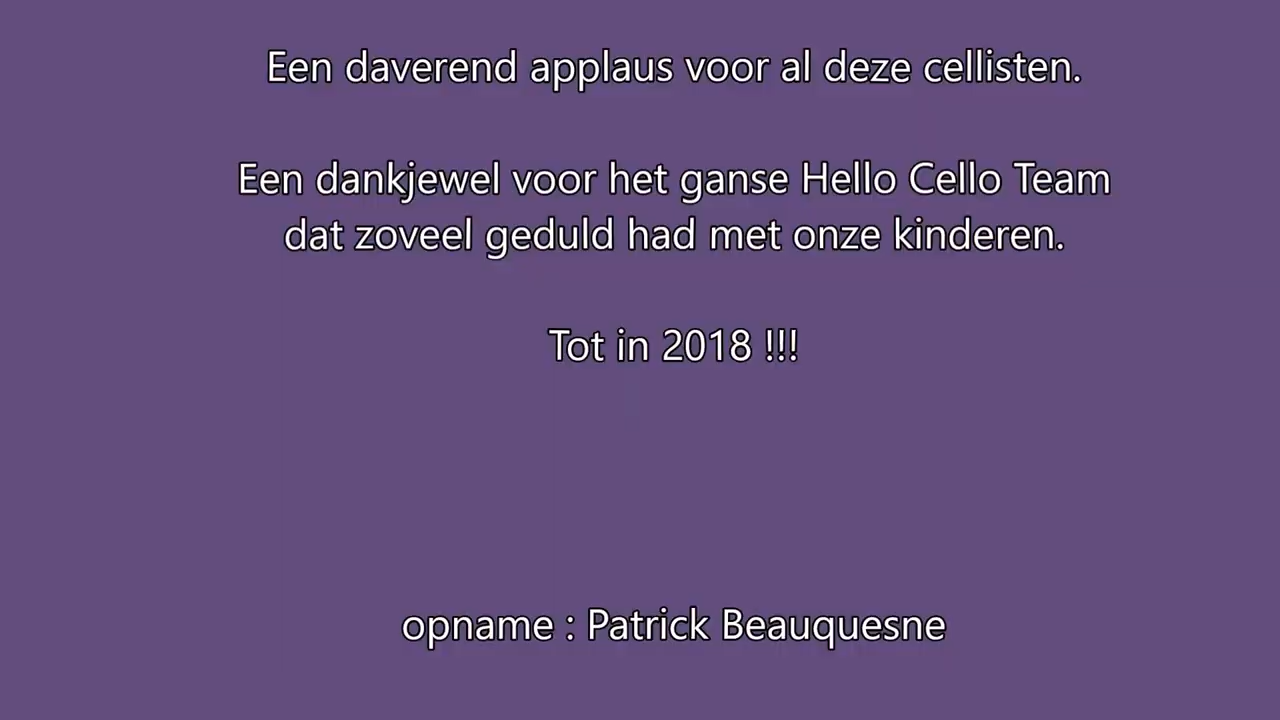 Een daverend applaus voor al deze cellisten.
Een dankjewel voor het ganse Hello Cello Team
dat zoveel geduld had met onze kinderen.
Tot in 2018 !!!
opname : Patrick Beauquesne